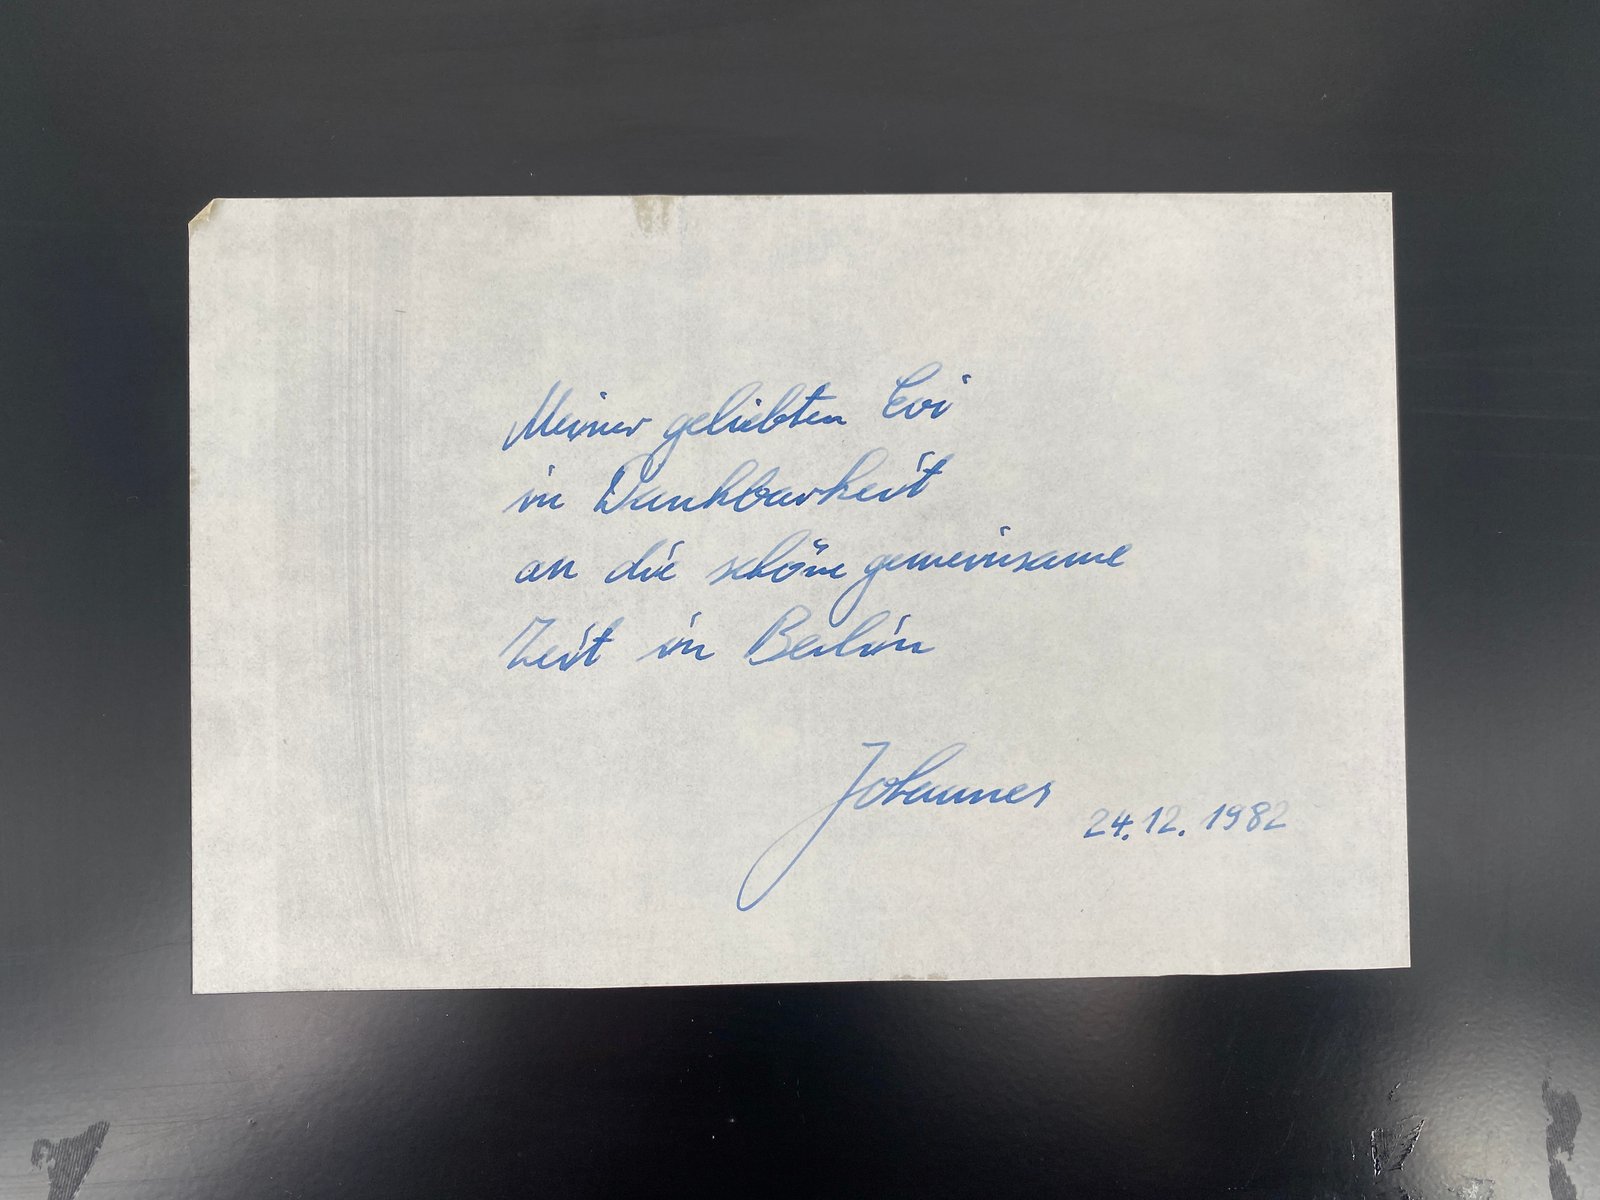 Meiner geliebten Evi
in Dankbarkeit
an die schöne gemeinsame
Zeit in Berlin
Johannes
24.12.1982